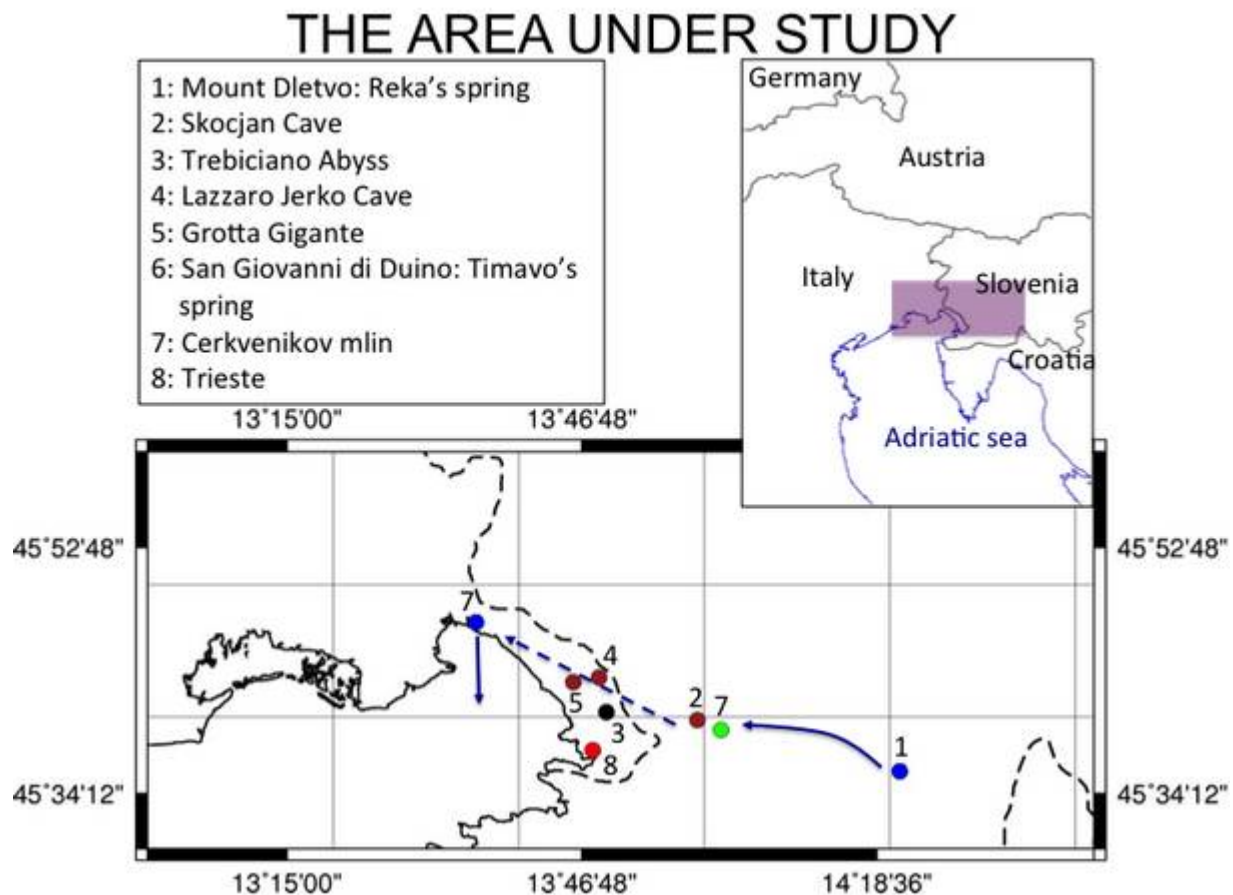 THE AREA UNDER STUDY
1: Mount Dletvo: Reka's spring
2: Skocjan Cave
3: Trebiciano Abyss
4: Lazzaro Jerko Cave
5: Grotta Gigante
6: San Giovanni di Duino: Timavo's
spring
7: Cerkvenikov mlin
8: Trieste
Germany
Austria
Italy
Slovenia
Croatia
Adriatic sea
13˚15'00" 13˚46'48"
45˚52'48" 45˚52'48"
7
4
5
2 7
3
1
8
45˚34'12" 45˚34'12"
13˚15'00" 13˚46'48" 14˚18'36"